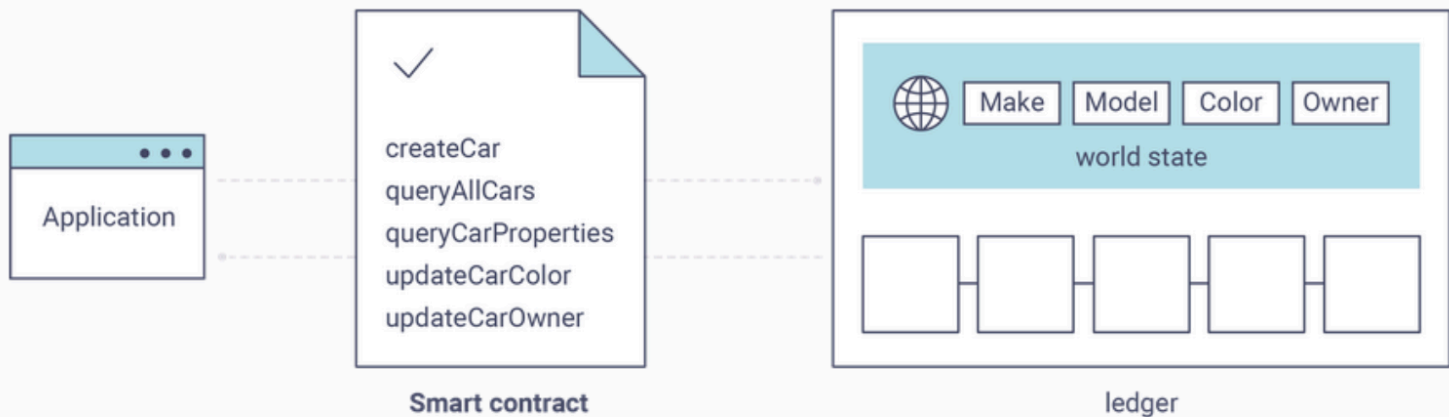 Application
createCar
queryAllCars
queryCarProperties
updateCarColor
updateCarOwner
Smart contract
Make Model Color Owner
world state
ledger